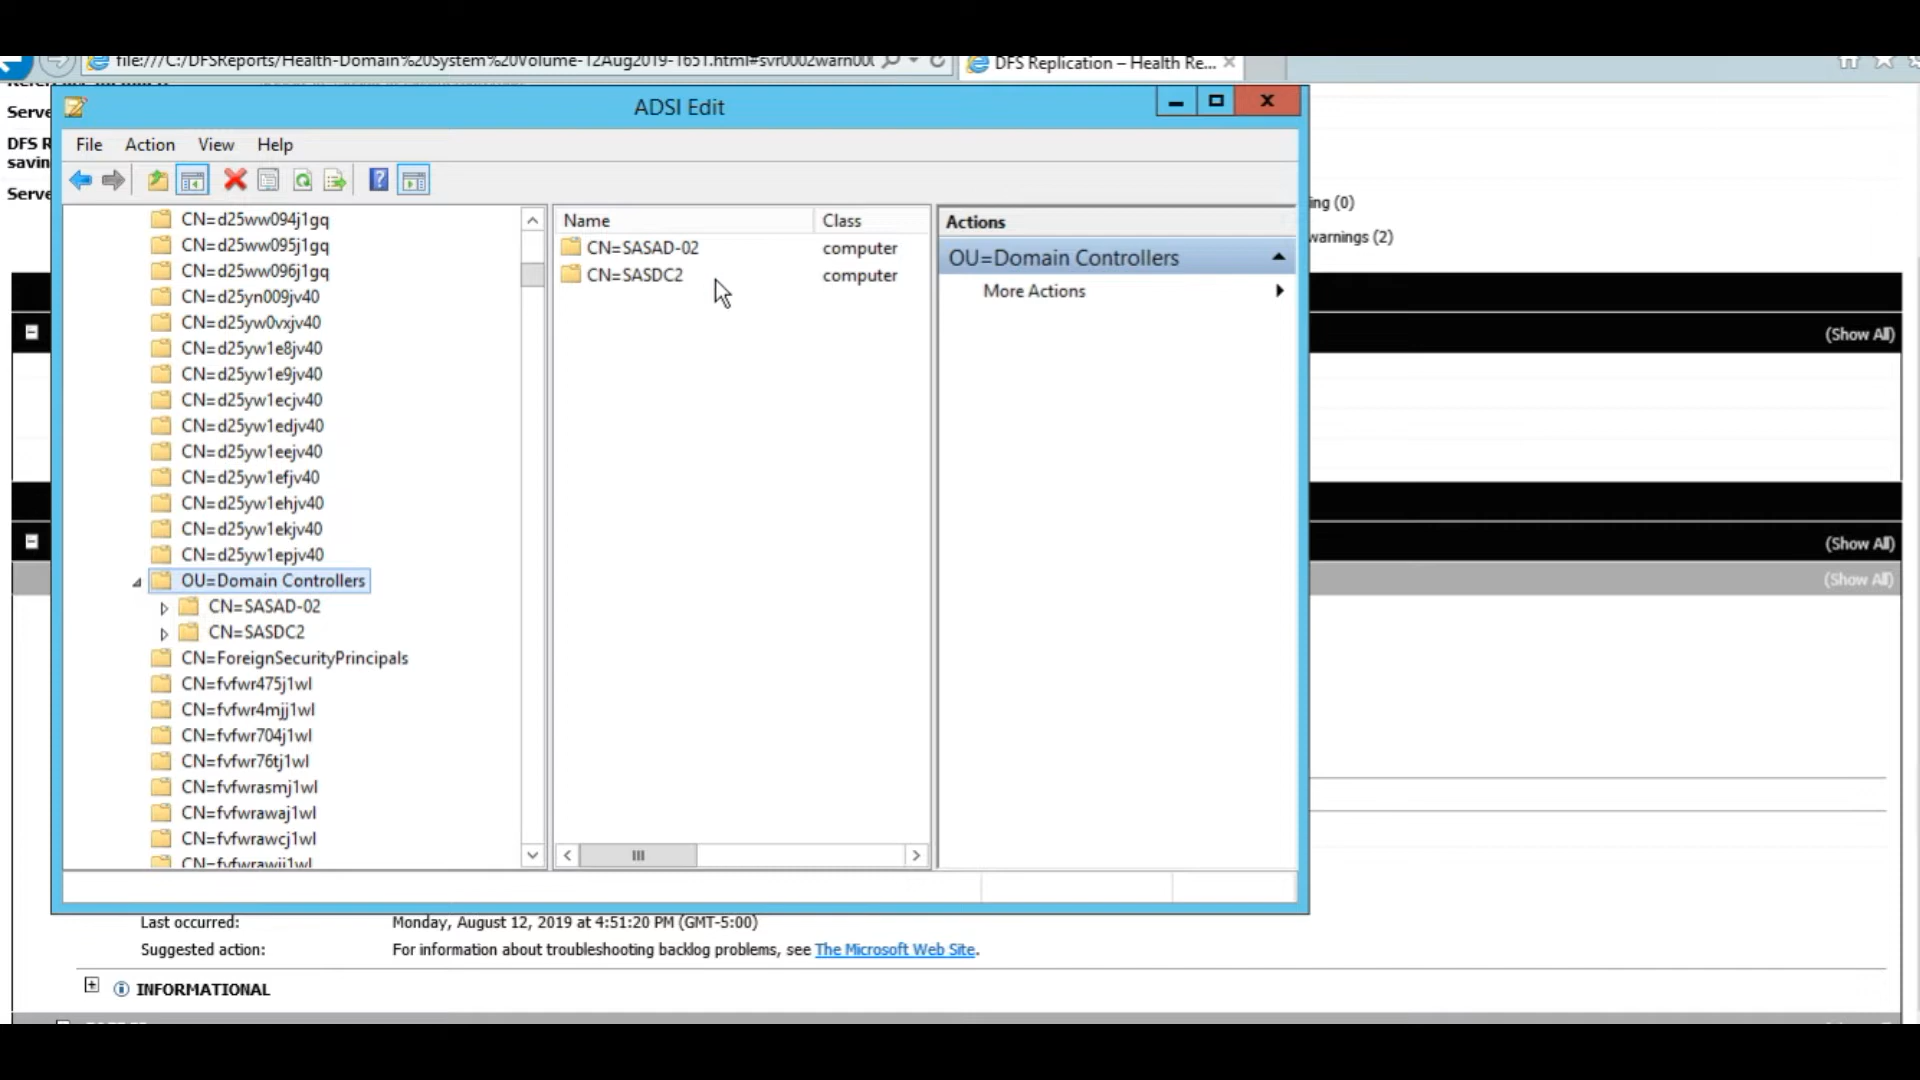 file:///C:/DFSReports/Health-Domain%20System%20Volume-12Aug2019-1651.html#svr0002warn00
DFS Replication – Health Re...
Serve
DFS R
savin
Serve
ADSI Edit
File Action View Help
CN=d25ww094j1gq
CN=d25ww095j1gq
CN=d25ww096j1gq
CN=d25yn009jv40
CN=d25yw0vxjv40
CN=d25yw1e8jv40
CN=d25yw1e9jv40
CN=d25yw1ecjv40
CN=d25yw1edjv40
CN=d25yw1eejv40
CN=d25yw1efjv40
CN=d25yw1ehjv40
CN=d25yw1ekjv40
CN=d25yw1epjv40
OU=Domain Controllers
CN=SASAD-02
CN=SASDC2
CN=ForeignSecurityPrincipals
CN=fvfwr475j1wl
CN=fvfwr4mjj1wl
CN=fvfwr704j1wl
CN=fvfwr76tj1wl
CN=fvfwrasmj1wl
CN=fvfwrawaj1wl
CN=fvfwrawcj1wl
Name Class
CN=SASAD-02 computer
CN=SASDC2 computer
Actions
OU=Domain Controllers
More Actions
ing (0)
warnings (2)
(Show All)
(Show All)
(Show All)
Last occurred: Monday, August 12, 2019 at 4:51:20 PM (GMT-5:00)
Suggested action: For information about troubleshooting backlog problems, see The Microsoft Web Site.
INFORMATIONAL